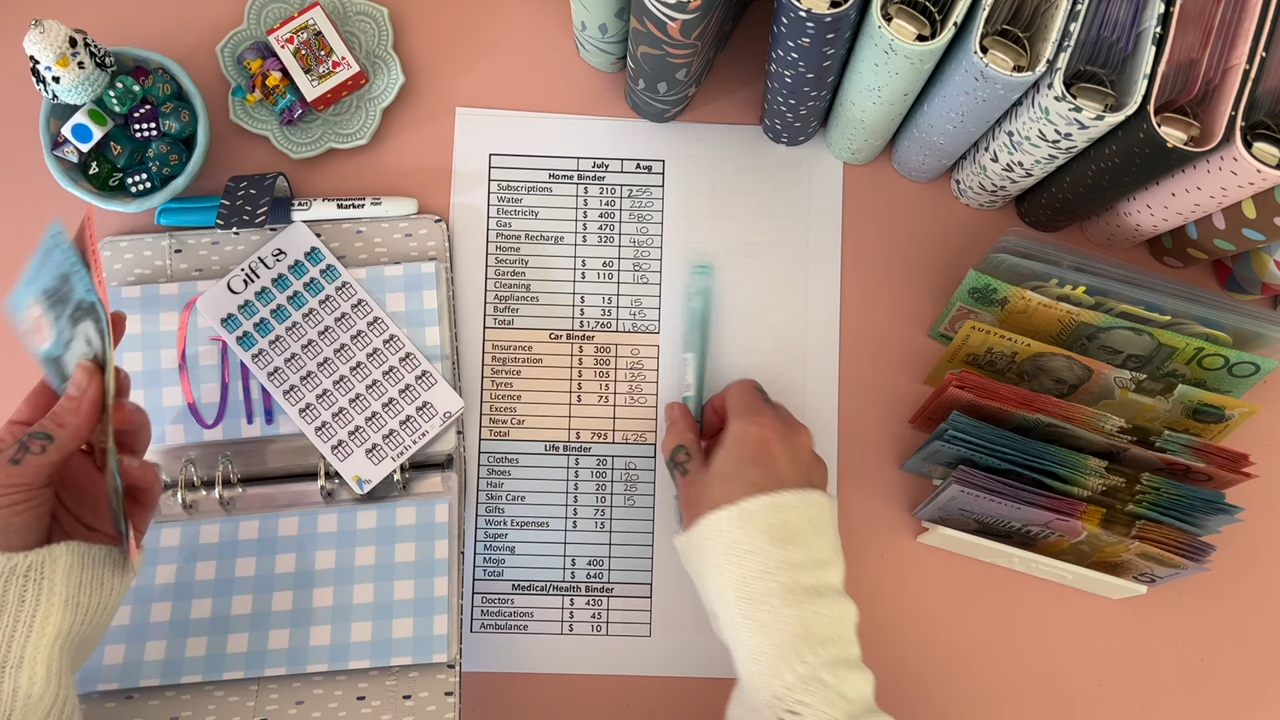 July Aug
Home Binder
Subscriptions $ 210 255
Water $ 140 220
Electricity $ 400 580
Gas $ 470 10
Phone Recharge $ 320 460
Home 20
Security $ 60 80
Garden $ 110 115
Cleaning
Appliances $ 15 15
Buffer $ 35 45
Total $1,760 1,800
Car Binder
Insurance $ 300 0
Registration $ 300 125
Service $ 105 135
Tyres $ 15 35
Licence $ 75 130
Excess
New Car
Total $ 795 425
Life Binder
Clothes $ 20 10
Shoes $ 100 120
Hair $ 20 25
Skin Care $ 10 15
Gifts $ 75
Work Expenses $ 15
Super
Moving
Mojo $ 400
Total $ 640
Medical/Health Binder
Doctors $ 430
Medications $ 45
Ambulance $ 10
Gifts
Permanent
Marker
K
AUSTRALIA
100
AUSTRALIA
5